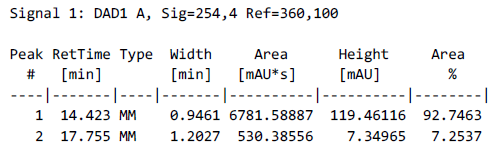 Signal 1: DAD1 A, Sig=254,4 Ref=360,100

Peak RetTime Type  Width     Area      Height     Area
  #   [min]        [min]   [mAU*s]     [mAU]        %
----|-------|----|-------|----------|----------|--------|
   1  14.423 MM    0.9461 6781.58887  119.46116  92.7463
   2  17.755 MM    1.2027  530.38556    7.34965   7.2537